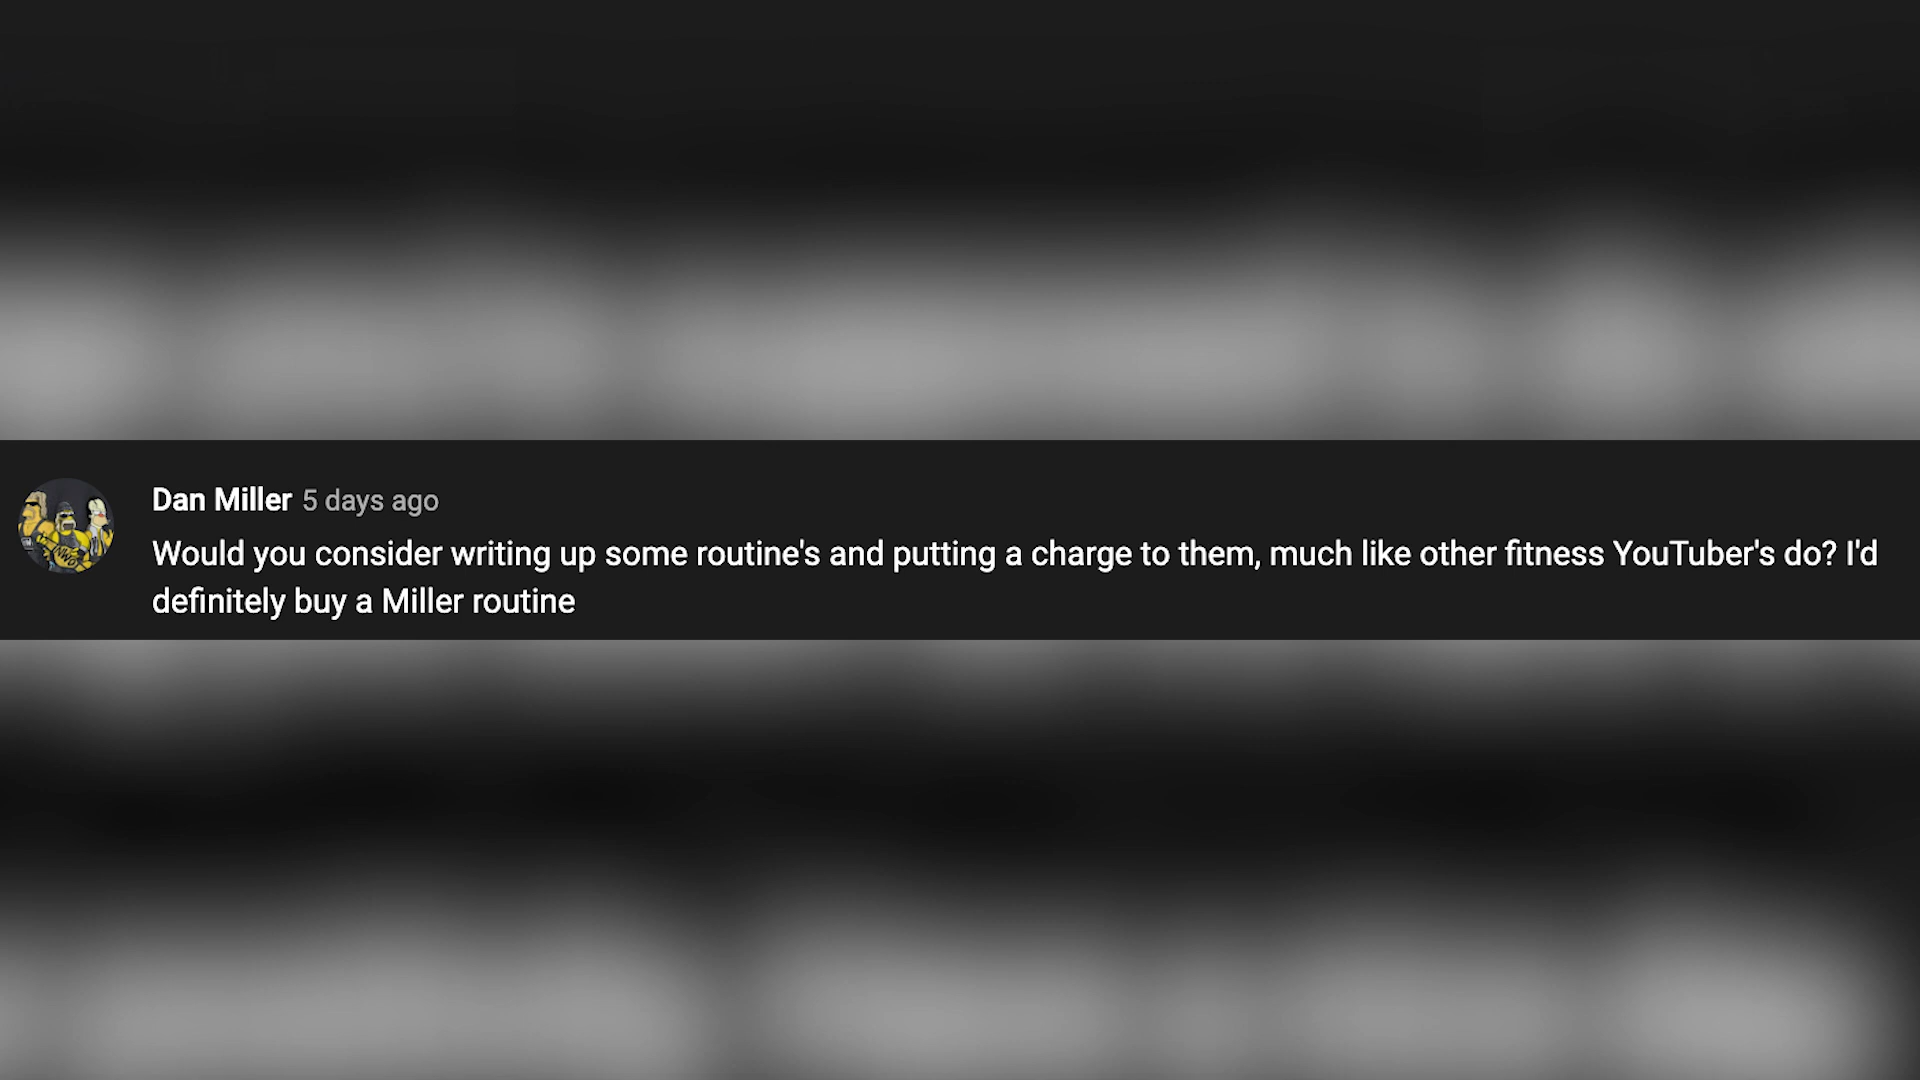 Dan Miller 5 days ago
Would you consider writing up some routine's and putting a charge to them, much like other fitness YouTuber's do? I'd
definitely buy a Miller routine